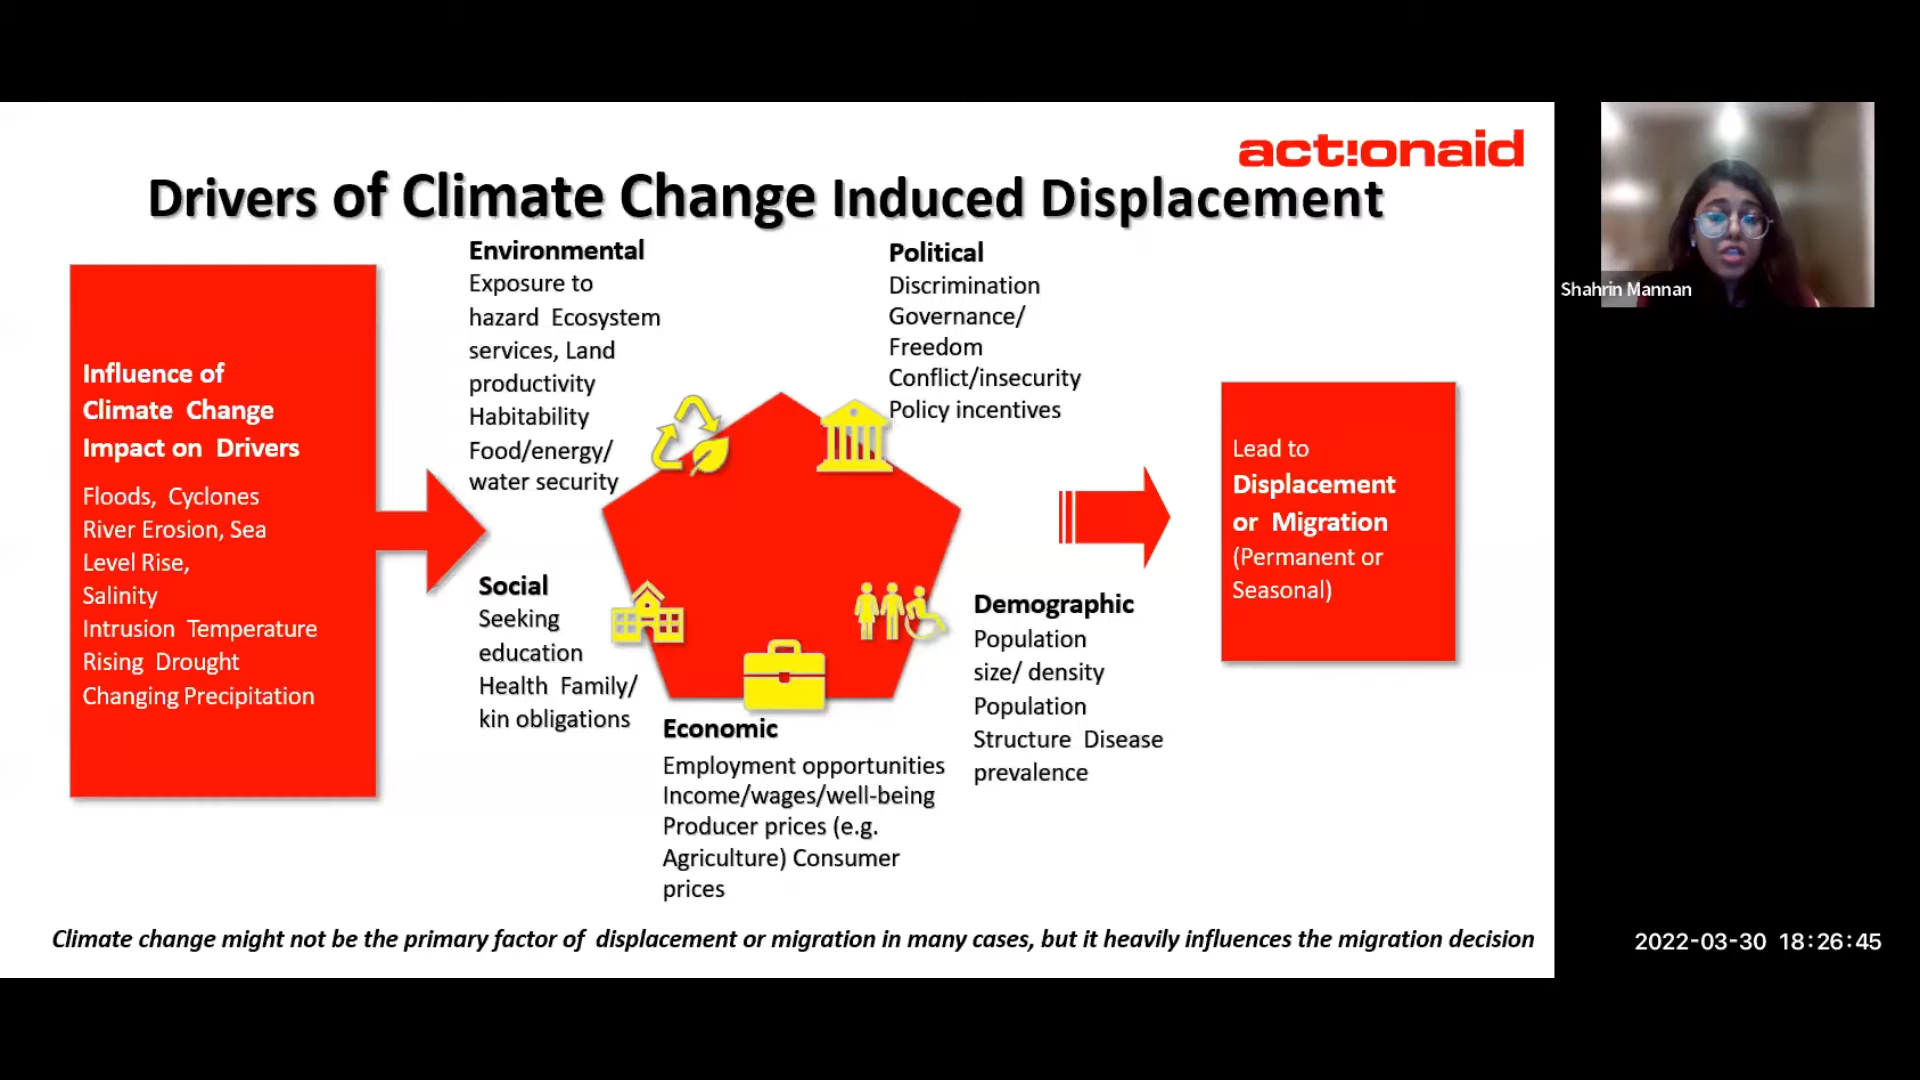 act!onaid
Drivers of Climate Change Induced Displacement
Influence of
Climate Change
Impact on Drivers
Floods, Cyclones
River Erosion, Sea
Level Rise,
Salinity
Intrusion Temperature
Rising Drought
Changing Precipitation
Environmental
Exposure to
hazard Ecosystem
services, Land
productivity
Habitability
Food/energy/
water security
Political
Discrimination
Governance/
Freedom
Conflict/insecurity
Policy incentives
Social
Seeking
education
Health Family/
kin obligations
Economic
Employment opportunities
Income/wages/well-being
Producer prices (e.g.
Agriculture) Consumer
prices
Demographic
Population
size/ density
Population
Structure Disease
prevalence
Lead to
Displacement
or Migration
(Permanent or
Seasonal)
Climate change might not be the primary factor of displacement or migration in many cases, but it heavily influences the migration decision
Shahrin Mannan
2022-03-30 18:26:45